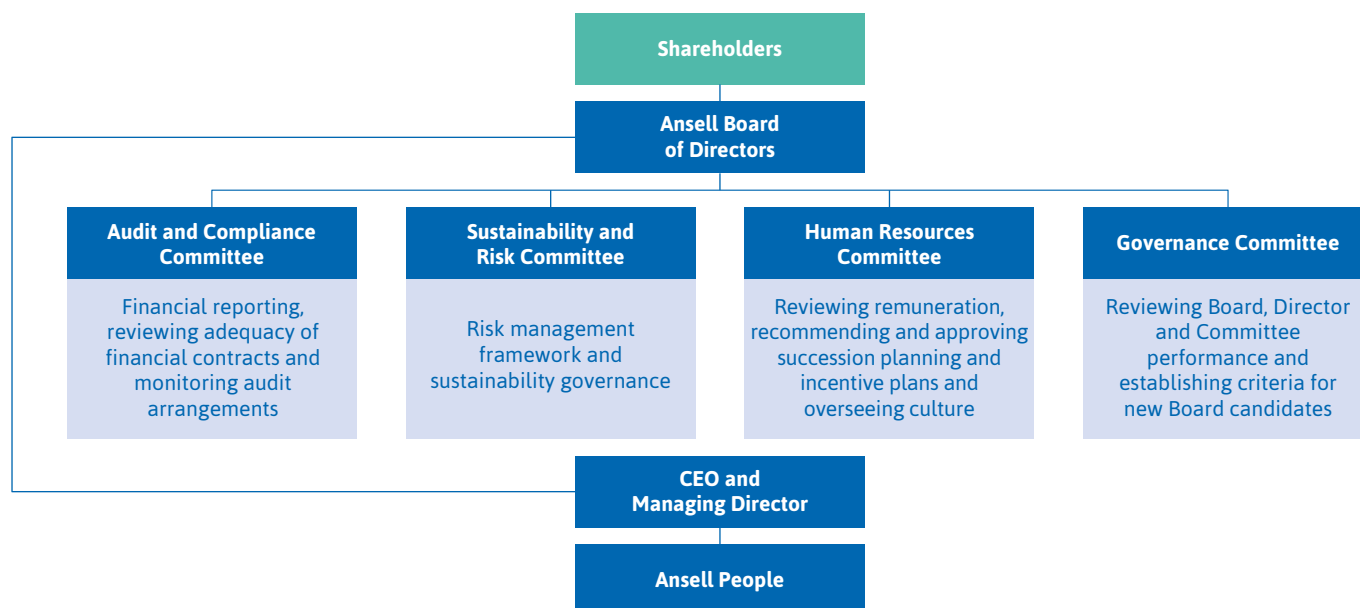 Shareholders
Ansell Board
of Directors
Audit and Compliance
Committee
Financial reporting,
reviewing adequacy of
financial contracts and
monitoring audit
arrangements
Sustainability and
Risk Committee
Risk management
framework and
sustainability governance
Human Resources
Committee
Reviewing remuneration,
recommending and approving
succession planning and
incentive plans and
overseeing culture
Governance Committee
Reviewing Board, Director
and Committee
performance and
establishing criteria for
new Board candidates
CEO and
Managing Director
Ansell People